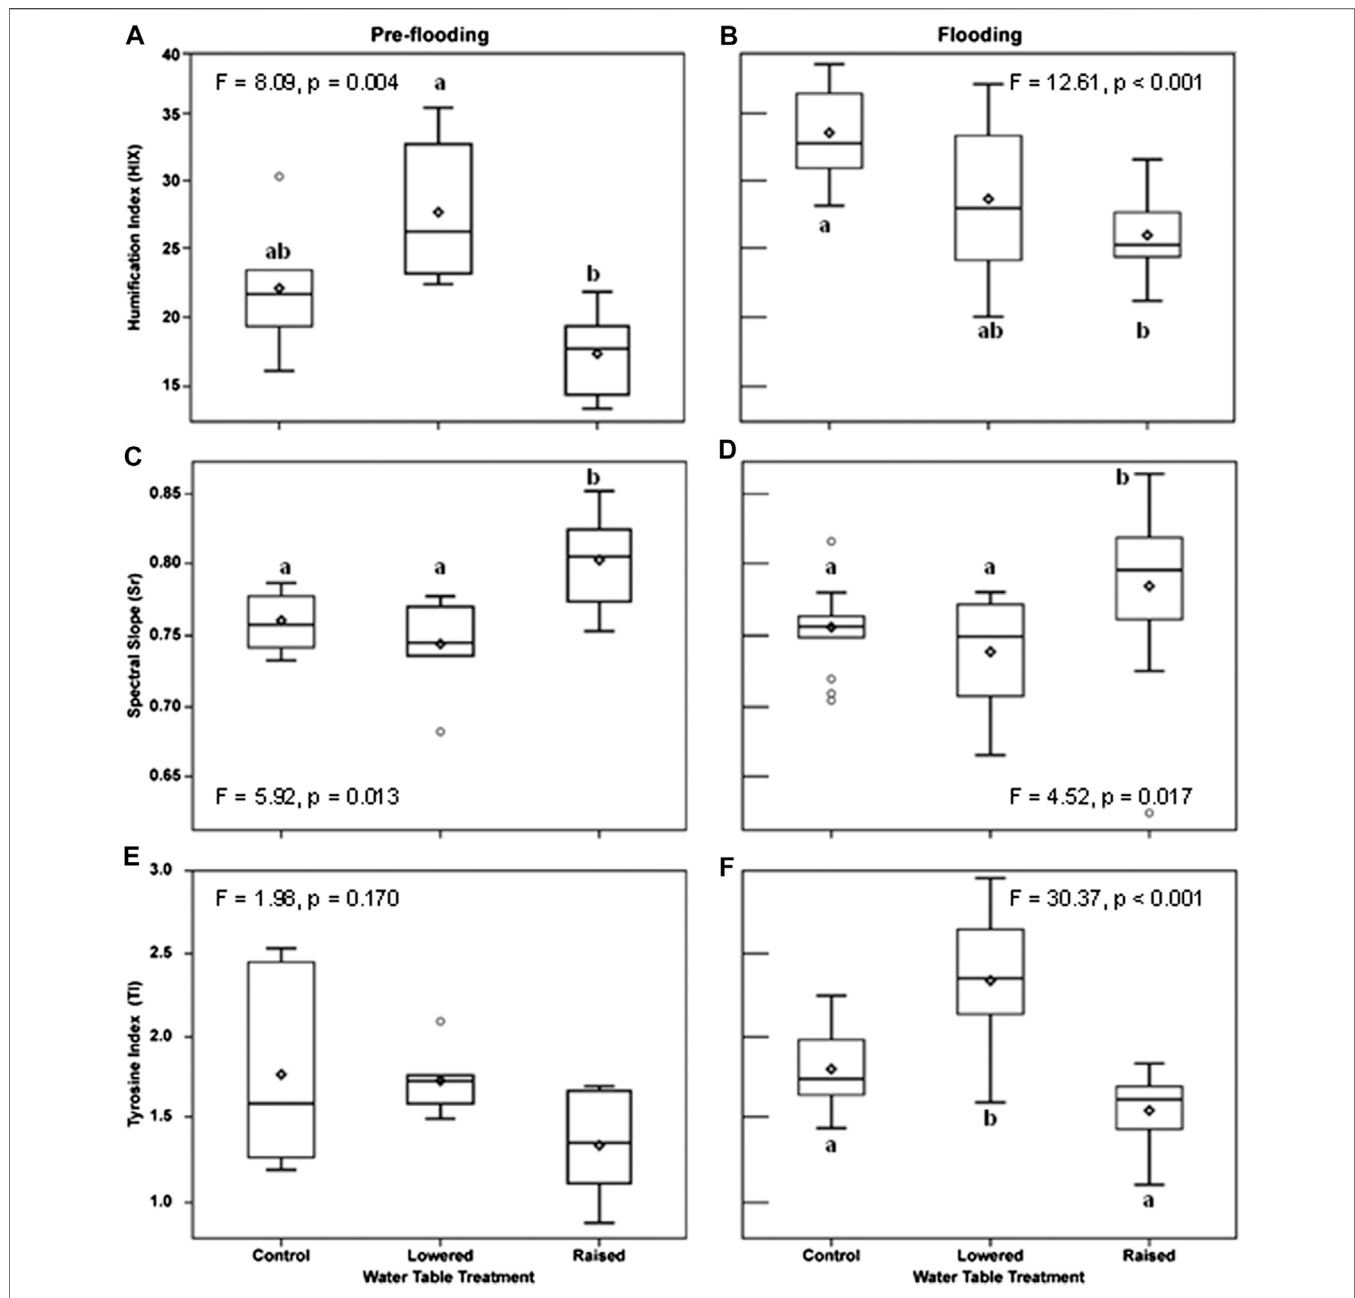 A Pre-flooding B Flooding
Humification Index (HIX)
40
35
30
25
20
15
F = 8.09, p = 0.004
a
ab
b
F = 12.61, p < 0.001
a
ab
b
C D
Spectral Slope (Sr)
0.85
0.80
0.75
0.70
0.65
a
a
b
F = 5.92, p = 0.013
a
a
b
F = 4.52, p = 0.017
E F
Tyrosine Index (TI)
3.0
2.5
2.0
1.5
1.0
F = 1.98, p = 0.170
F = 30.37, p < 0.001
a
b
a
Control Lowered Raised
Water Table Treatment
Control Lowered Raised
Water Table Treatment